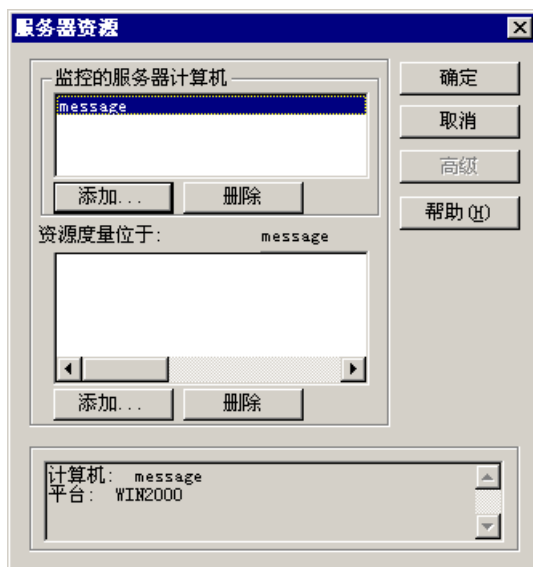 服务器资源
监控的服务器计算机
message
添加...
删除
确定
取消
高级
帮助(H)
资源度量位于: message
添加...
删除
计算机: message
平台: WIN2000